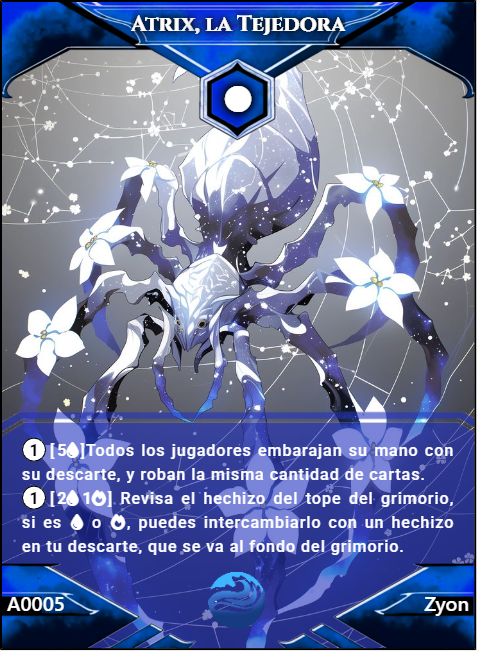 Atrix, la Tejedora
1 [5]Todos los jugadores embarajan su mano con
su descarte, y roban la misma cantidad de cartas.
1 [2 1] Revisa el hechizo del tope del grimorio,
si es o , puedes intercambiarlo con un hechizo
en tu descarte, que se va al fondo del grimorio.
A0005
Zyon